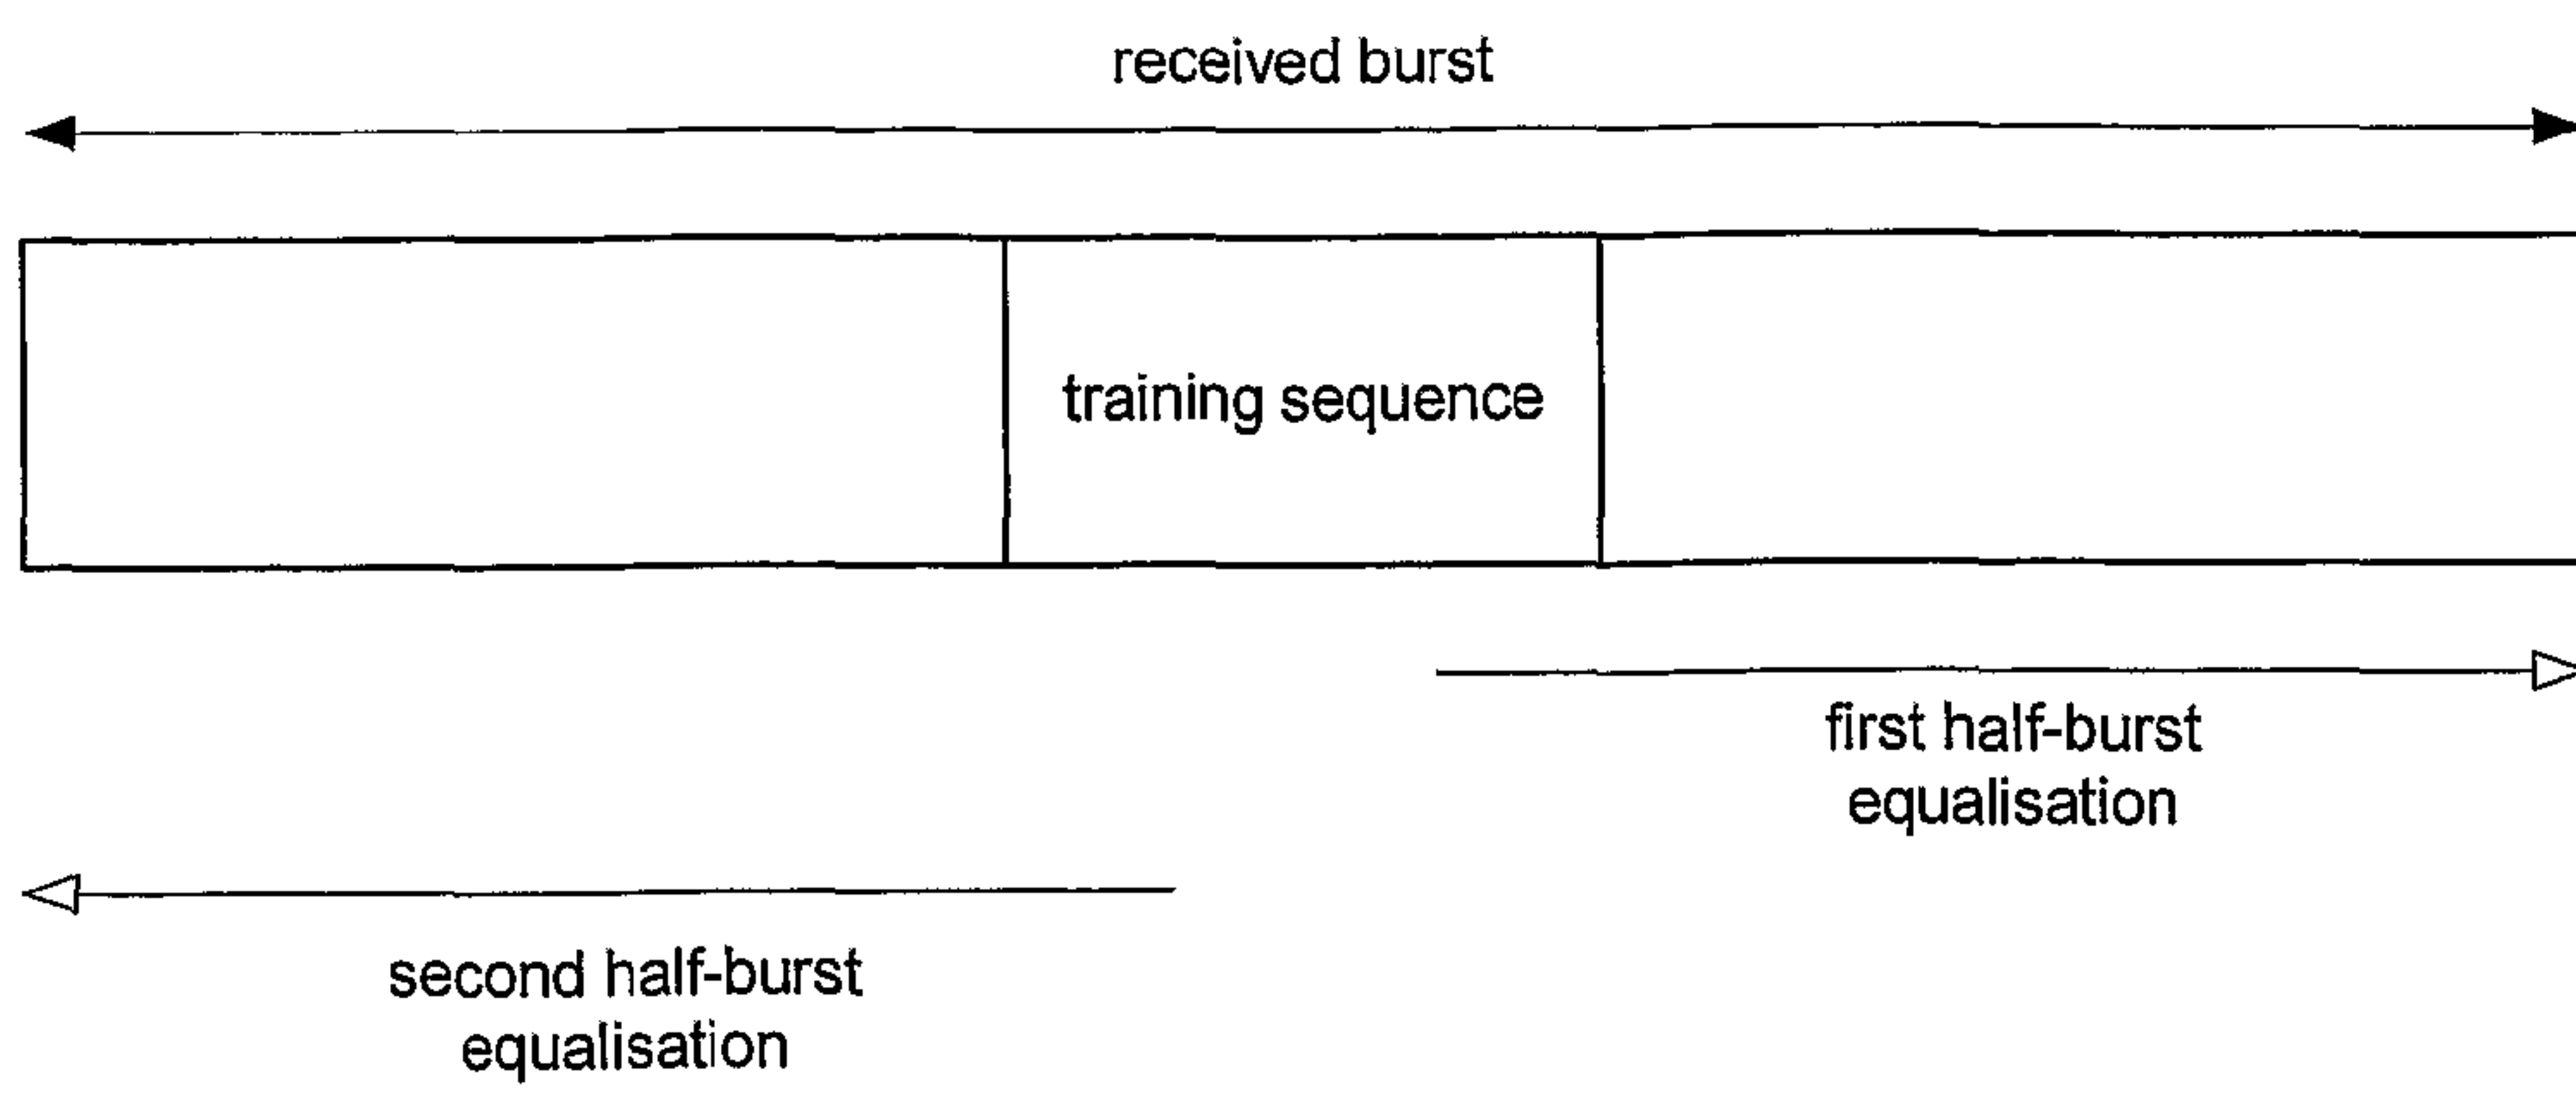 received burst
training sequence
first half-burst
equalisation
second half-burst
equalisation